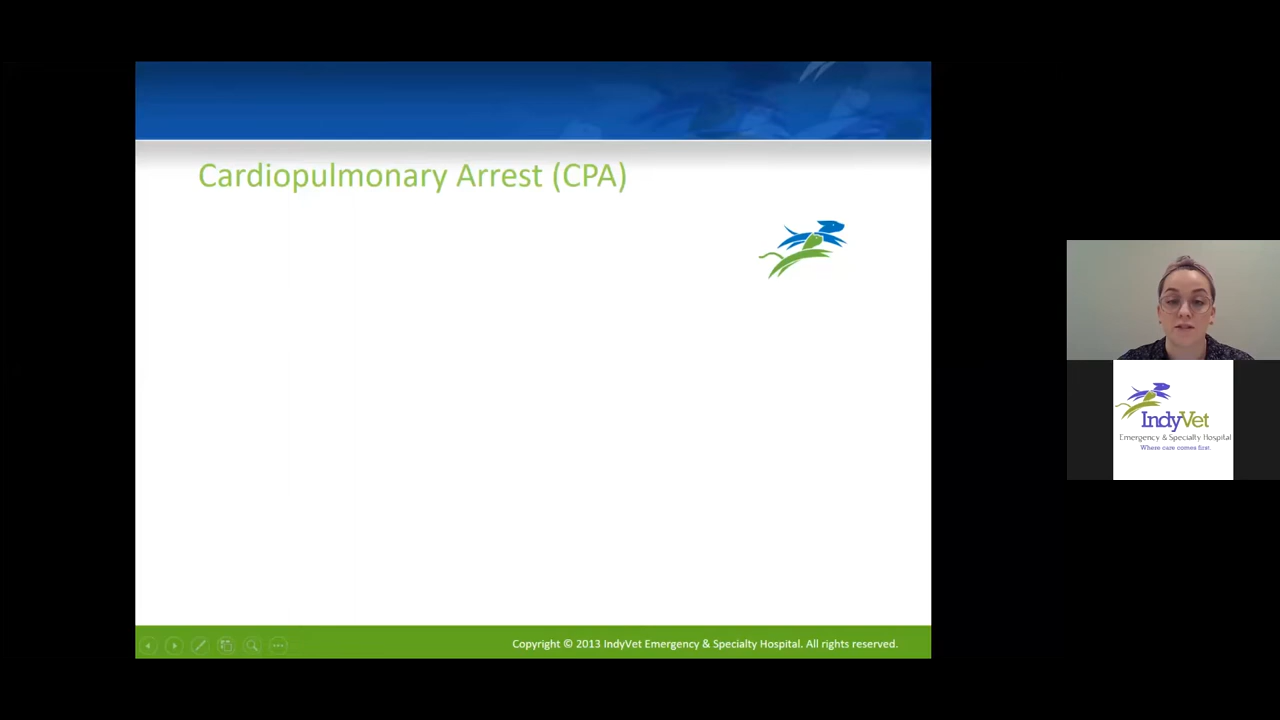 Cardiopulmonary Arrest (CPA)
IndyVet
Emergency & Specialty Hospital
Where care comes first.
Copyright © 2013 IndyVet Emergency & Specialty Hospital. All rights reserved.